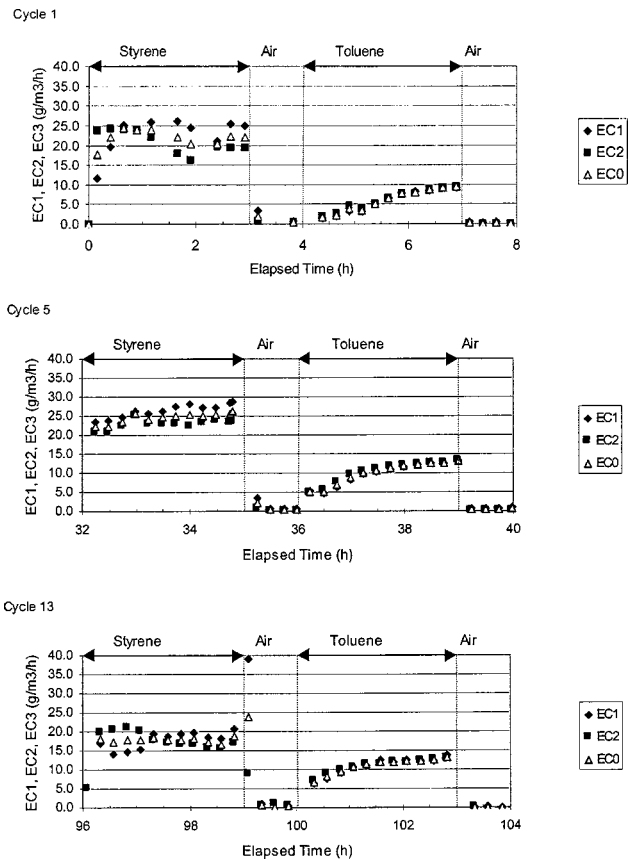 Cycle 1
Styrene Air Toluene Air
EC1, EC2, EC3 (g/m3/h)
40.0
35.0
30.0
25.0
20.0
15.0
10.0
5.0
0.0
0 2 4 6 8
Elapsed Time (h)
EC1
EC2
EC0
Cycle 5
Styrene Air Toluene Air
EC1, EC2, EC3 (g/m3/h)
40.0
35.0
30.0
25.0
20.0
15.0
10.0
5.0
0.0
32 34 36 38 40
Elapsed Time (h)
EC1
EC2
EC0
Cycle 13
Styrene Air Toluene Air
EC1, EC2, EC3 (g/m3/h)
40.0
35.0
30.0
25.0
20.0
15.0
10.0
5.0
0.0
96 98 100 102 104
Elapsed Time (h)
EC1
EC2
EC0